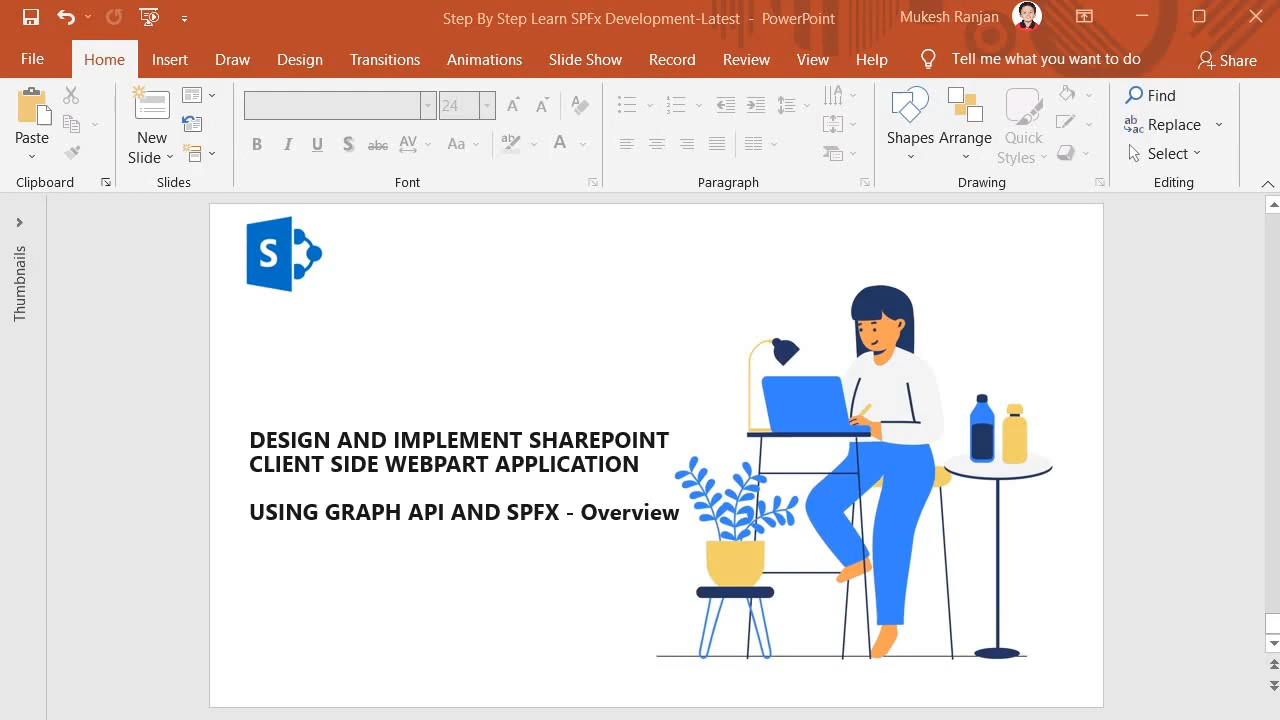 Step By Step Learn SPFx Development-Latest - PowerPoint
Mukesh Ranjan
File Home Insert Draw Design Transitions Animations Slide Show Record Review View Help Tell me what you want to do Share
Paste
Clipboard
New
Slide
Slides
24
B I U S abc AV Aa A
Font
Paragraph
Shapes
Arrange
Quick
Styles
Drawing
Find
Replace
Select
Editing
Thumbnails
S
DESIGN AND IMPLEMENT SHAREPOINT
CLIENT SIDE WEBPART APPLICATION
USING GRAPH API AND SPFX - Overview